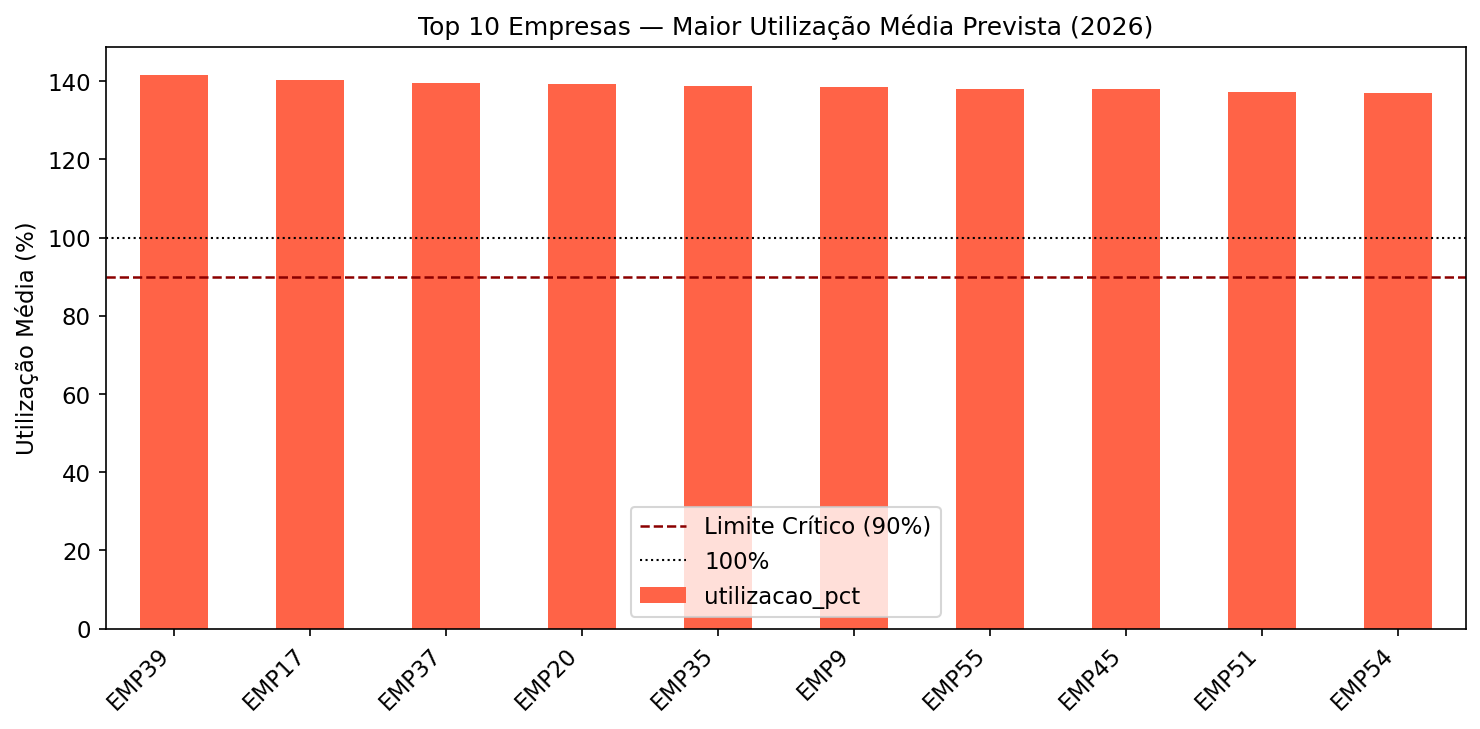 Top 10 Empresas — Maior Utilização Média Prevista (2026)
Utilização Média (%)
140
120
100
80
60
40
20
0
Limite Crítico (90%)
100%
utilizacao_pct
EMP39
EMP17
EMP37
EMP20
EMP35
EMP9
EMP55
EMP45
EMP51
EMP54